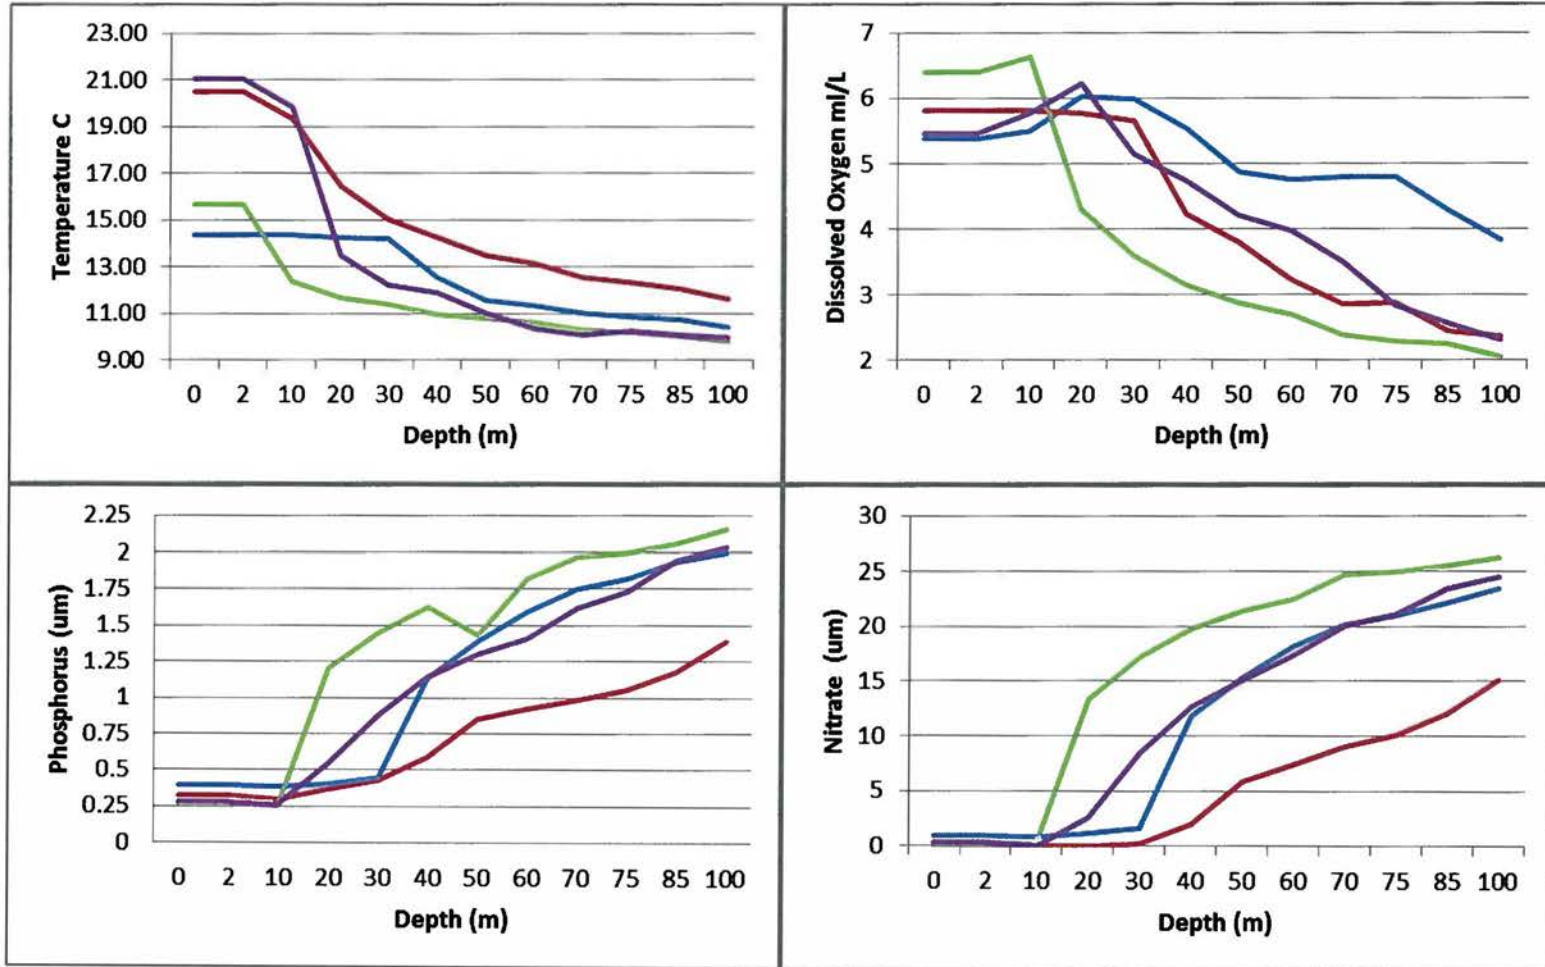 Temperature C
23.00
21.00
19.00
17.00
15.00
13.00
11.00
9.00
0 2 10 20 30 40 50 60 70 75 85 100
Depth (m)
Dissolved Oxygen ml/L
7
6
5
4
3
2
0 2 10 20 30 40 50 60 70 75 85 100
Depth (m)
Phosphorus (um)
2.25
2
1.75
1.5
1.25
1
0.75
0.5
0.25
0
0 2 10 20 30 40 50 60 70 75 85 100
Depth (m)
Nitrate (um)
30
25
20
15
10
5
0
0 2 10 20 30 40 50 60 70 75 85 100
Depth (m)